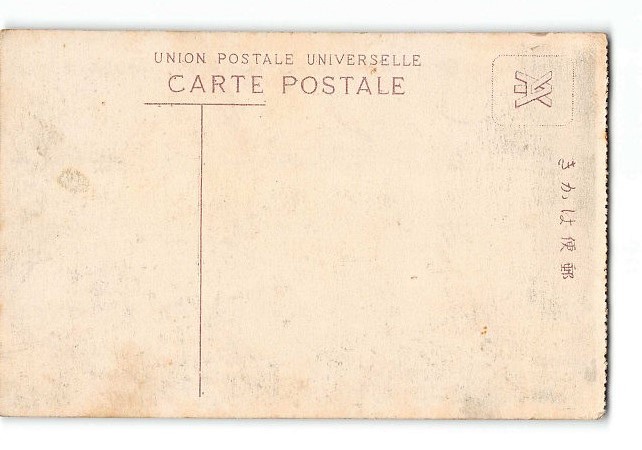 UNION POSTALE UNIVERSELLE
CARTE POSTALE
きかは便郵